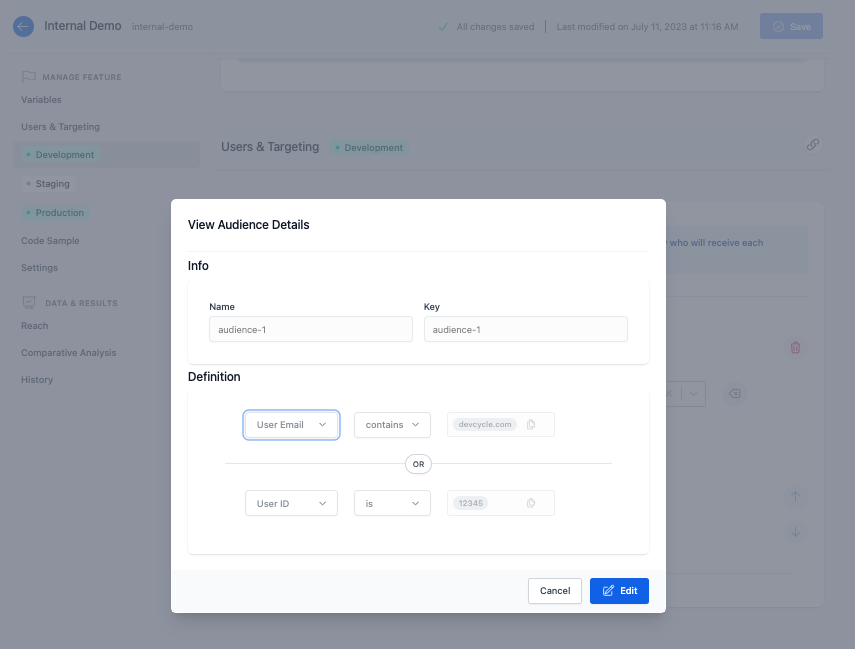 Internal Demo internal-demo
All changes saved Last modified on July 11, 2023 at 11:16 AM Save
MANAGE FEATURE
Variables
Users & Targeting
Development
Staging
Production
Code Sample
Settings
DATA & RESULTS
Reach
Comparative Analysis
History
Users & Targeting Development
who will receive each
View Audience Details
Info
Name Key
audience-1 audience-1
Definition
User Email contains devcycle.com
OR
User ID is 12345
Cancel Edit